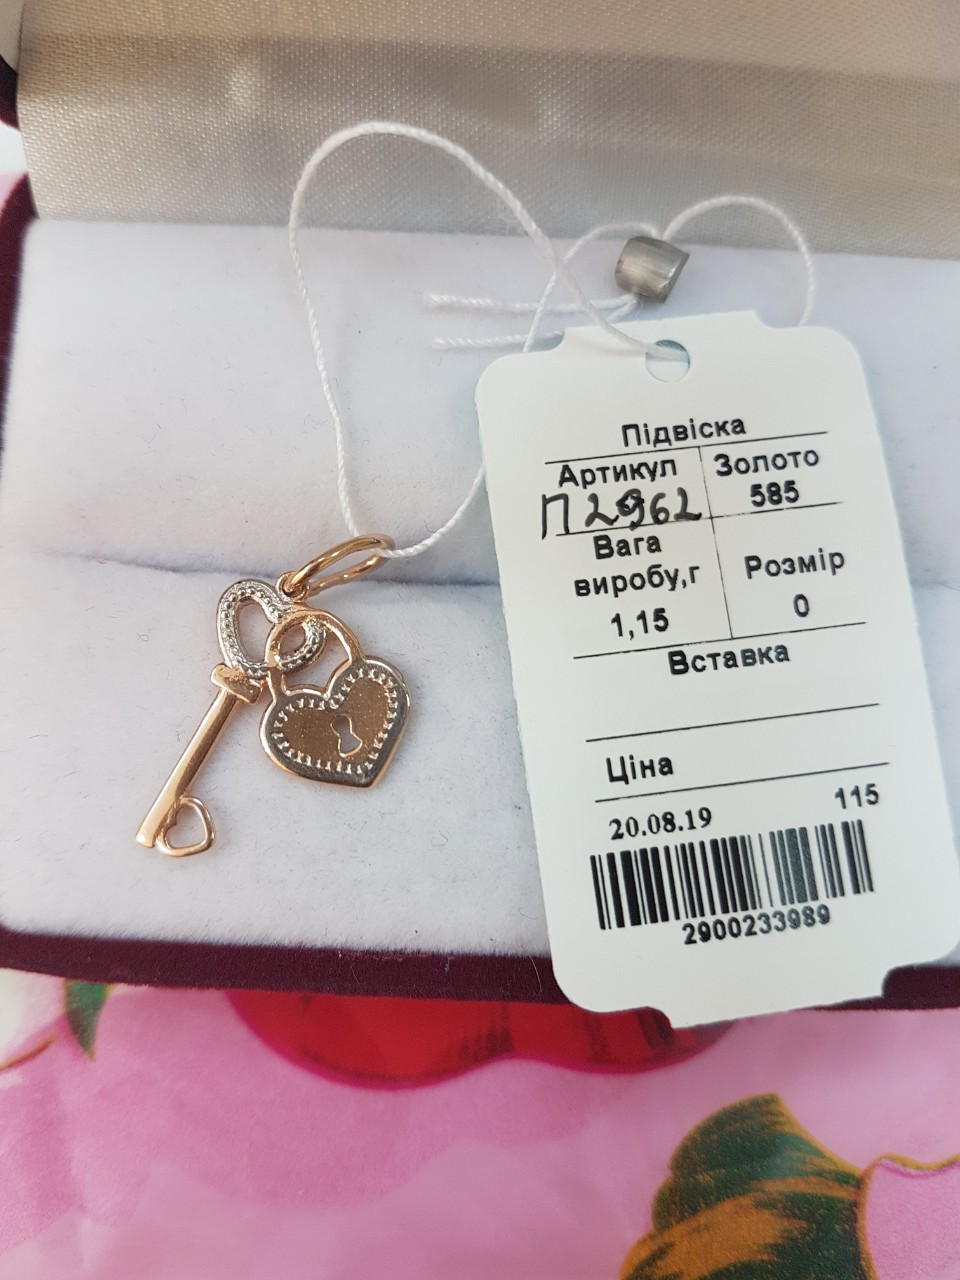 Підвіска
Артикул Золото
П2962 585
Вага
виробу,г Розмір
1,15 0
Вставка
Ціна
20.08.19 115
2900233989